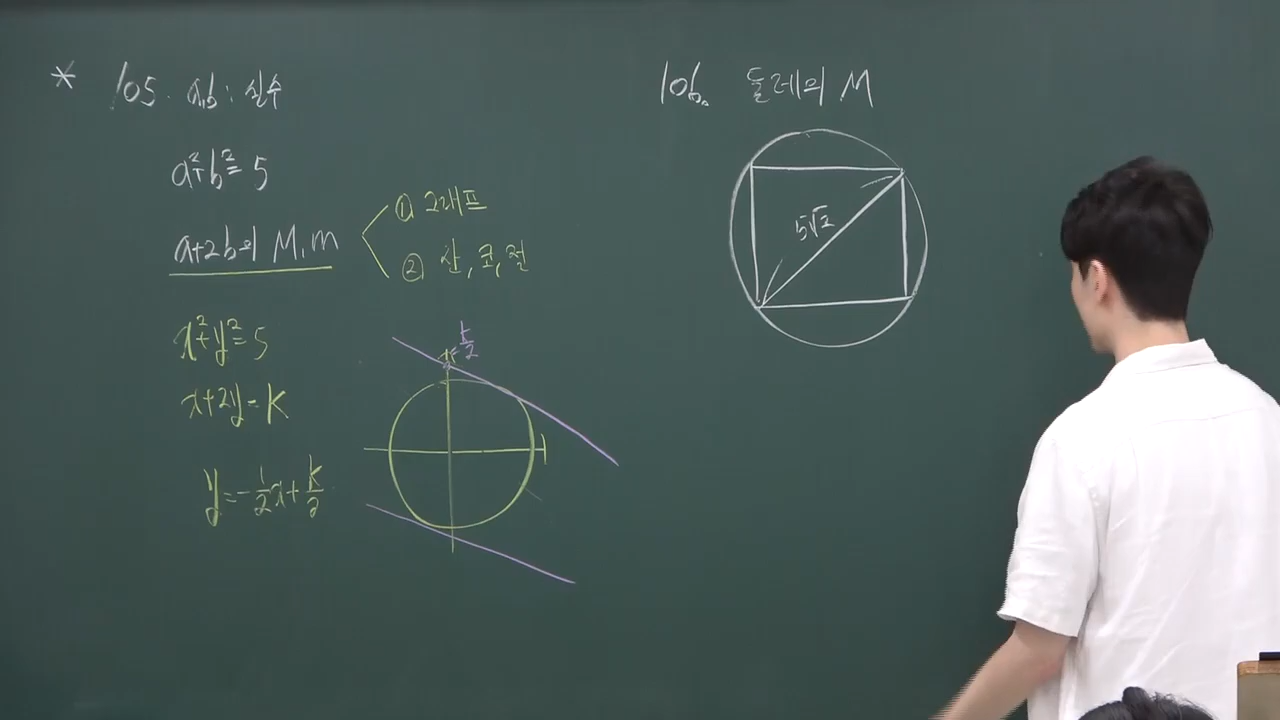 * 105. a,b : 실수
a²+b²=5
a+2b의 M, m
① 그래프
② 산, 코, 절
x²+y²=5
x+2y=k
y=-1/2x+k/2
k/2
106. 둘레의 M
5√2